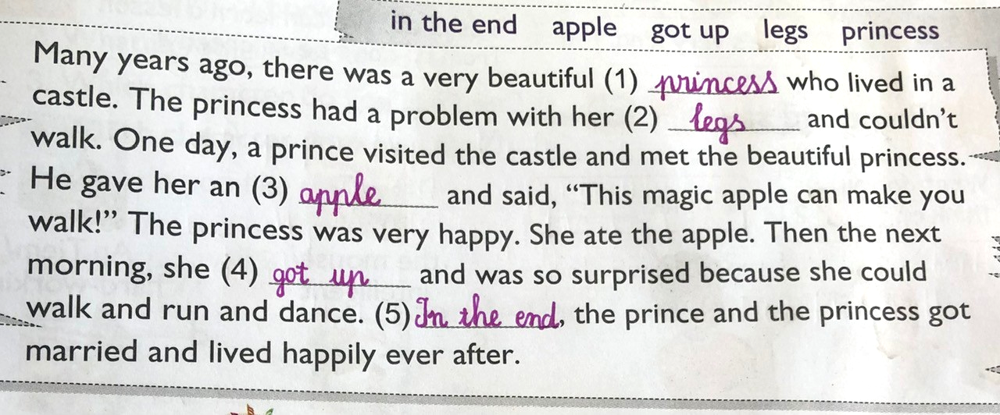 in the end apple got up legs princess
Many years ago, there was a very beautiful (1) princess who lived in a
castle. The princess had a problem with her (2) legs and couldn't
walk. One day, a prince visited the castle and met the beautiful princess.
He gave her an (3) apple and said, “This magic apple can make you
walk!” The princess was very happy. She ate the apple. Then the next
morning, she (4) got up and was so surprised because she could
walk and run and dance. (5) In the end, the prince and the princess got
married and lived happily ever after.